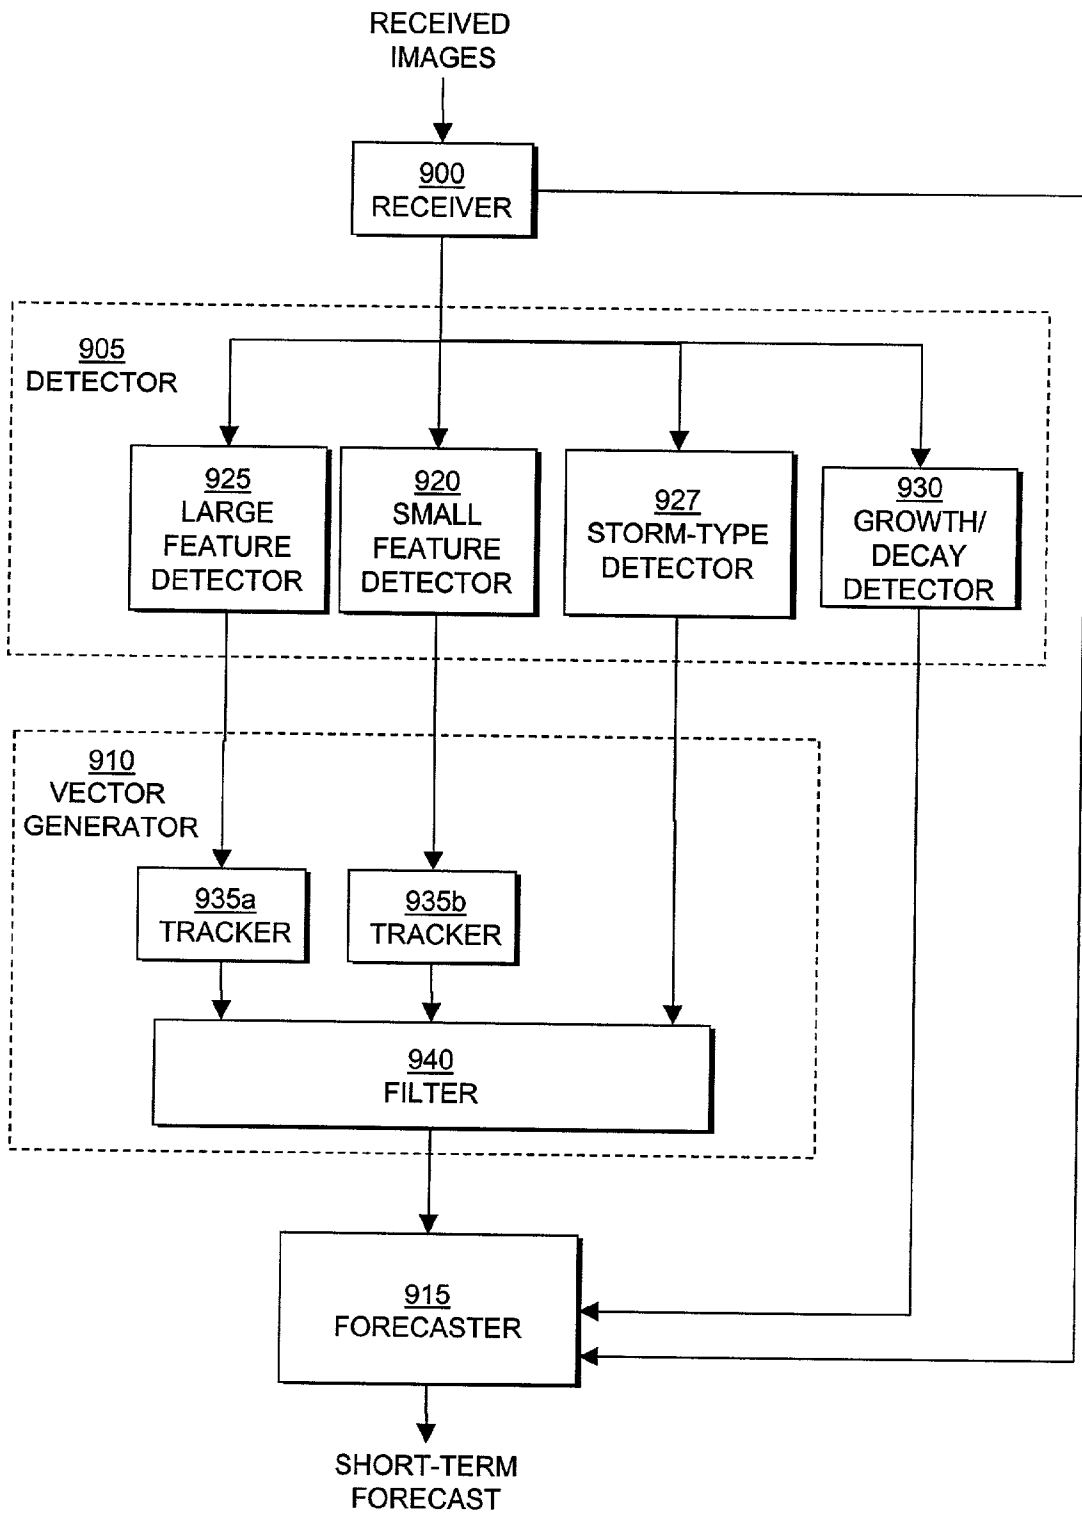 RECEIVED
IMAGES
900
RECEIVER
905
DETECTOR
925
LARGE
FEATURE
DETECTOR
920
SMALL
FEATURE
DETECTOR
927
STORM-TYPE
DETECTOR
930
GROWTH/
DECAY
DETECTOR
910
VECTOR
GENERATOR
935a
TRACKER
935b
TRACKER
940
FILTER
915
FORECASTER
SHORT-TERM
FORECAST